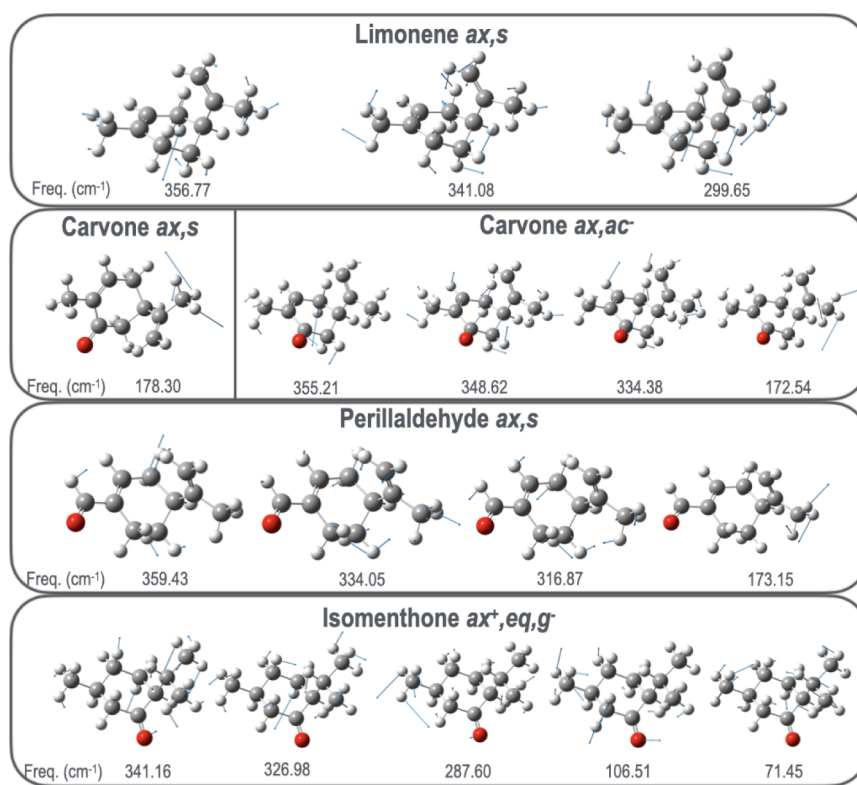 Limonene ax,s
Freq. (cm-1) 356.77 341.08 299.65
Carvone ax,s Carvone ax,ac-
Freq. (cm-1) 178.30 355.21 348.62 334.38 172.54
Perillaldehyde ax,s
Freq. (cm-1) 359.43 334.05 316.87 173.15
Isomenthone ax+,eq,g-
Freq. (cm-1) 341.16 326.98 287.60 106.51 71.45